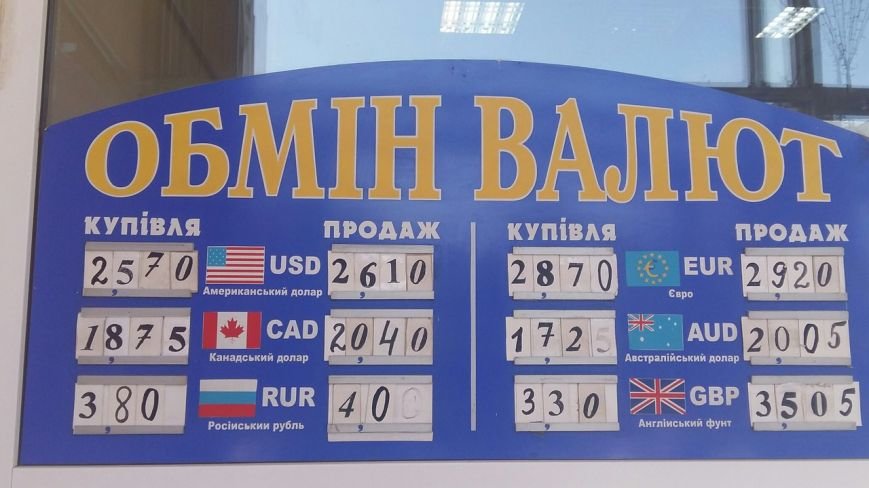 ОБМІН ВАЛЮТ
КУПІВЛЯ ПРОДАЖ КУПІВЛЯ ПРОДАЖ
25,70 USD 26,10 28,70 EUR 29,20
Американський долар Євро
18,75 CAD 20,40 17,25 AUD 20,05
Канадський долар Австралійський долар
3,80 RUR 4,00 33,0 GBP 35,05
Російський рубль Англійський фунт